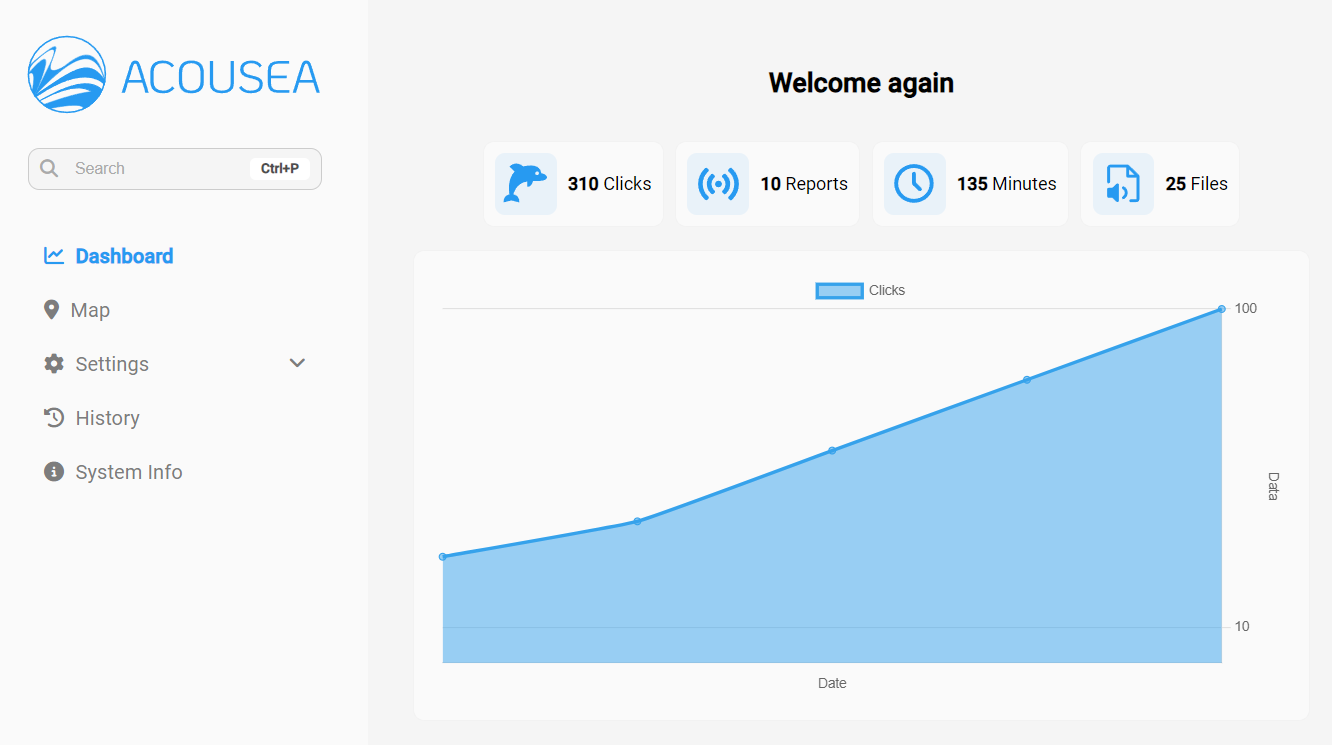 ACOUSEA
Search Ctrl+P
Dashboard
Map
Settings
History
System Info
Welcome again
310 Clicks
10 Reports
135 Minutes
25 Files
Clicks
100
Data
10
Date